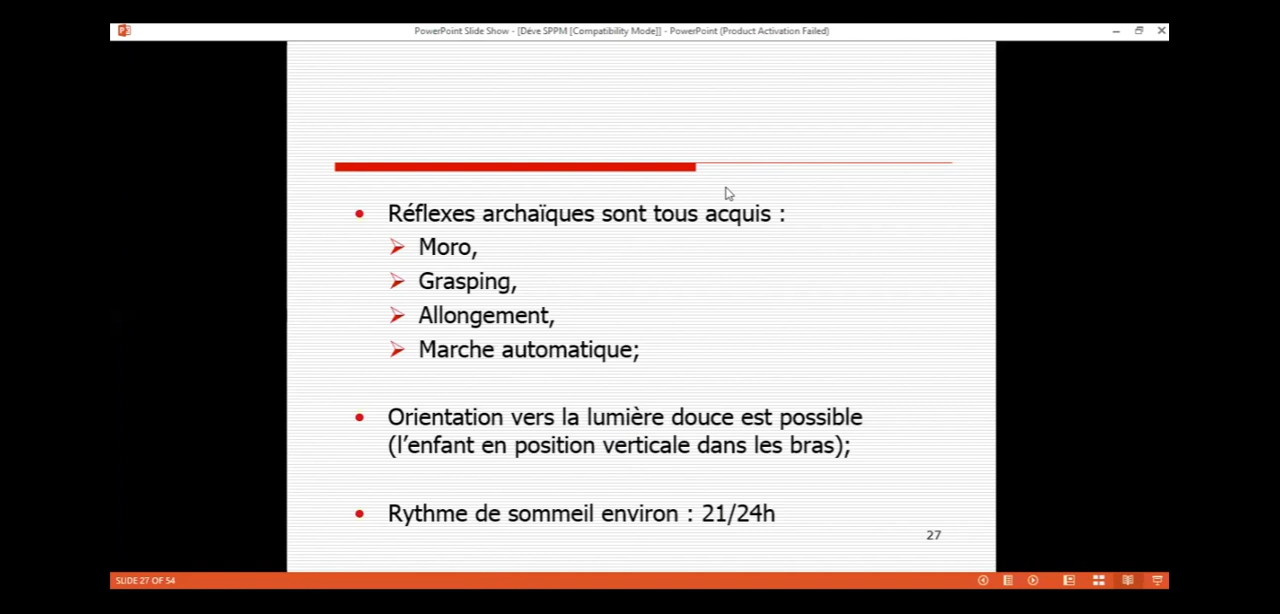 PowerPoint Slide Show - [Déve SPPM [Compatibility Mode]] - PowerPoint (Product Activation Failed)
Réflexes archaïques sont tous acquis :
Moro,
Grasping,
Allongement,
Marche automatique;
Orientation vers la lumière douce est possible
(l’enfant en position verticale dans les bras);
Rythme de sommeil environ : 21/24h
27
SLIDE 27 OF 54